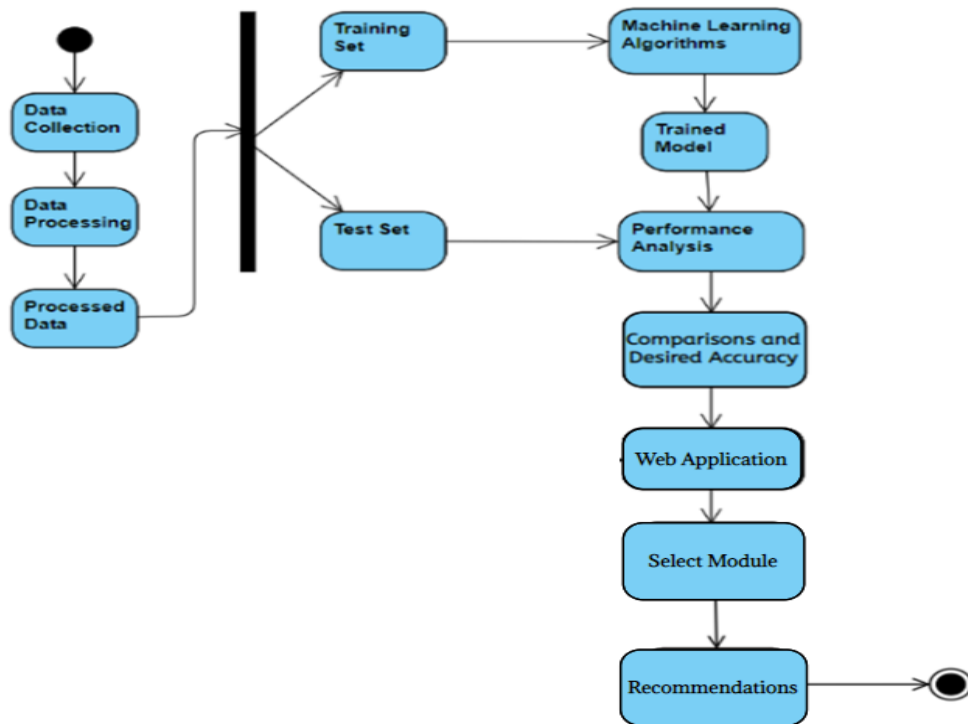 Data
Collection
Data
Processing
Processed
Data
Training
Set
Test Set
Machine Learning
Algorithms
Trained
Model
Performance
Analysis
Comparisons and
Desired Accuracy
Web Application
Select Module
Recommendations